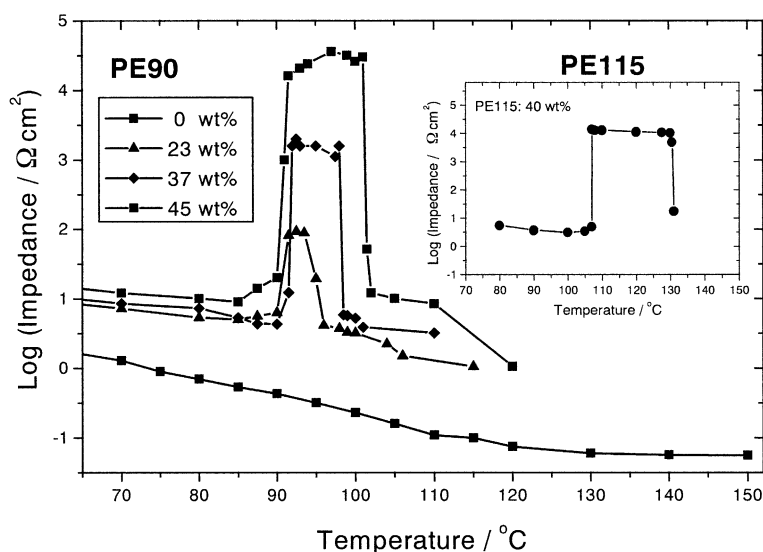 PE90
0 wt%
23 wt%
37 wt%
45 wt%
PE115
PE115: 40 wt%
5
4
3
2
1
0
-1
Log (Impedance / Ω cm²)
70 80 90 100 110 120 130 140 150
Temperature / °C
5
4
3
2
1
0
-1
Log (Impedance / Ω cm²)
70 80 90 100 110 120 130 140 150
Temperature / °C